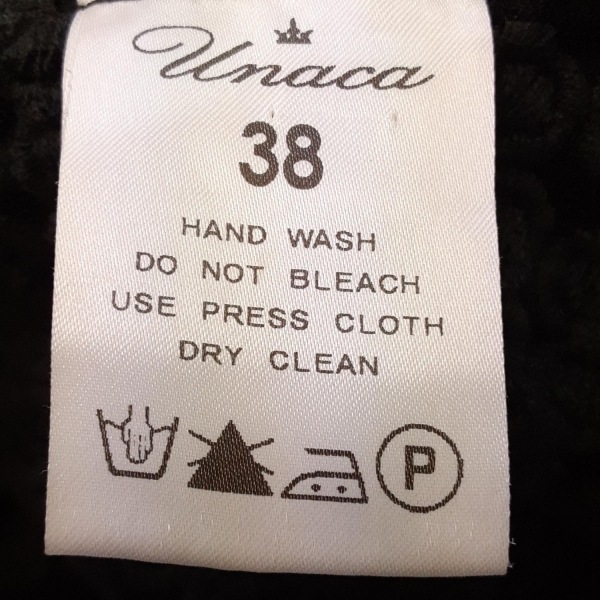 Unaca
38
HAND WASH
DO NOT BLEACH
USE PRESS CLOTH
DRY CLEAN
P